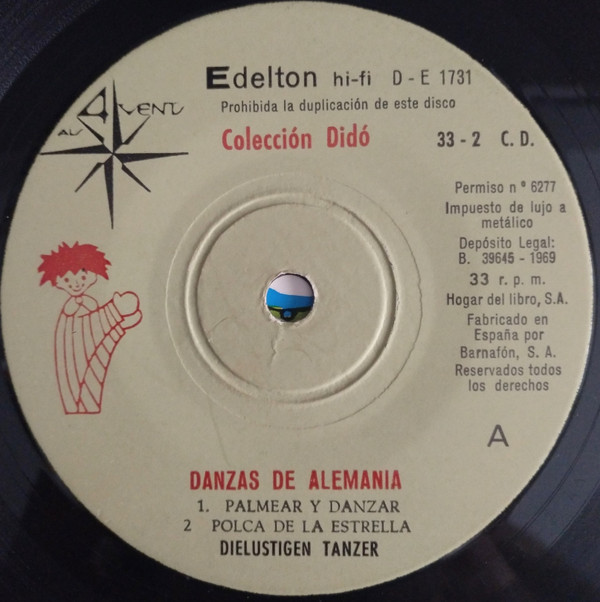 Edelton hi-fi D - E 1731
Prohibida la duplicación de este disco
AU VENT
Colección Didó 33 - 2 C. D.
Permiso n º 6277
Impuesto de lujo a
metálico
Depósito Legal:
B. 39645 - 1969
33 r. p. m.
Hogar del libro, S.A.
Fabricado en
España por
Barnafón, S. A.
Reservados todos
los derechos
A
DANZAS DE ALEMANIA
1. PALMEAR Y DANZAR
2 POLCA DE LA ESTRELLA
DIELUSTIGEN TANZER